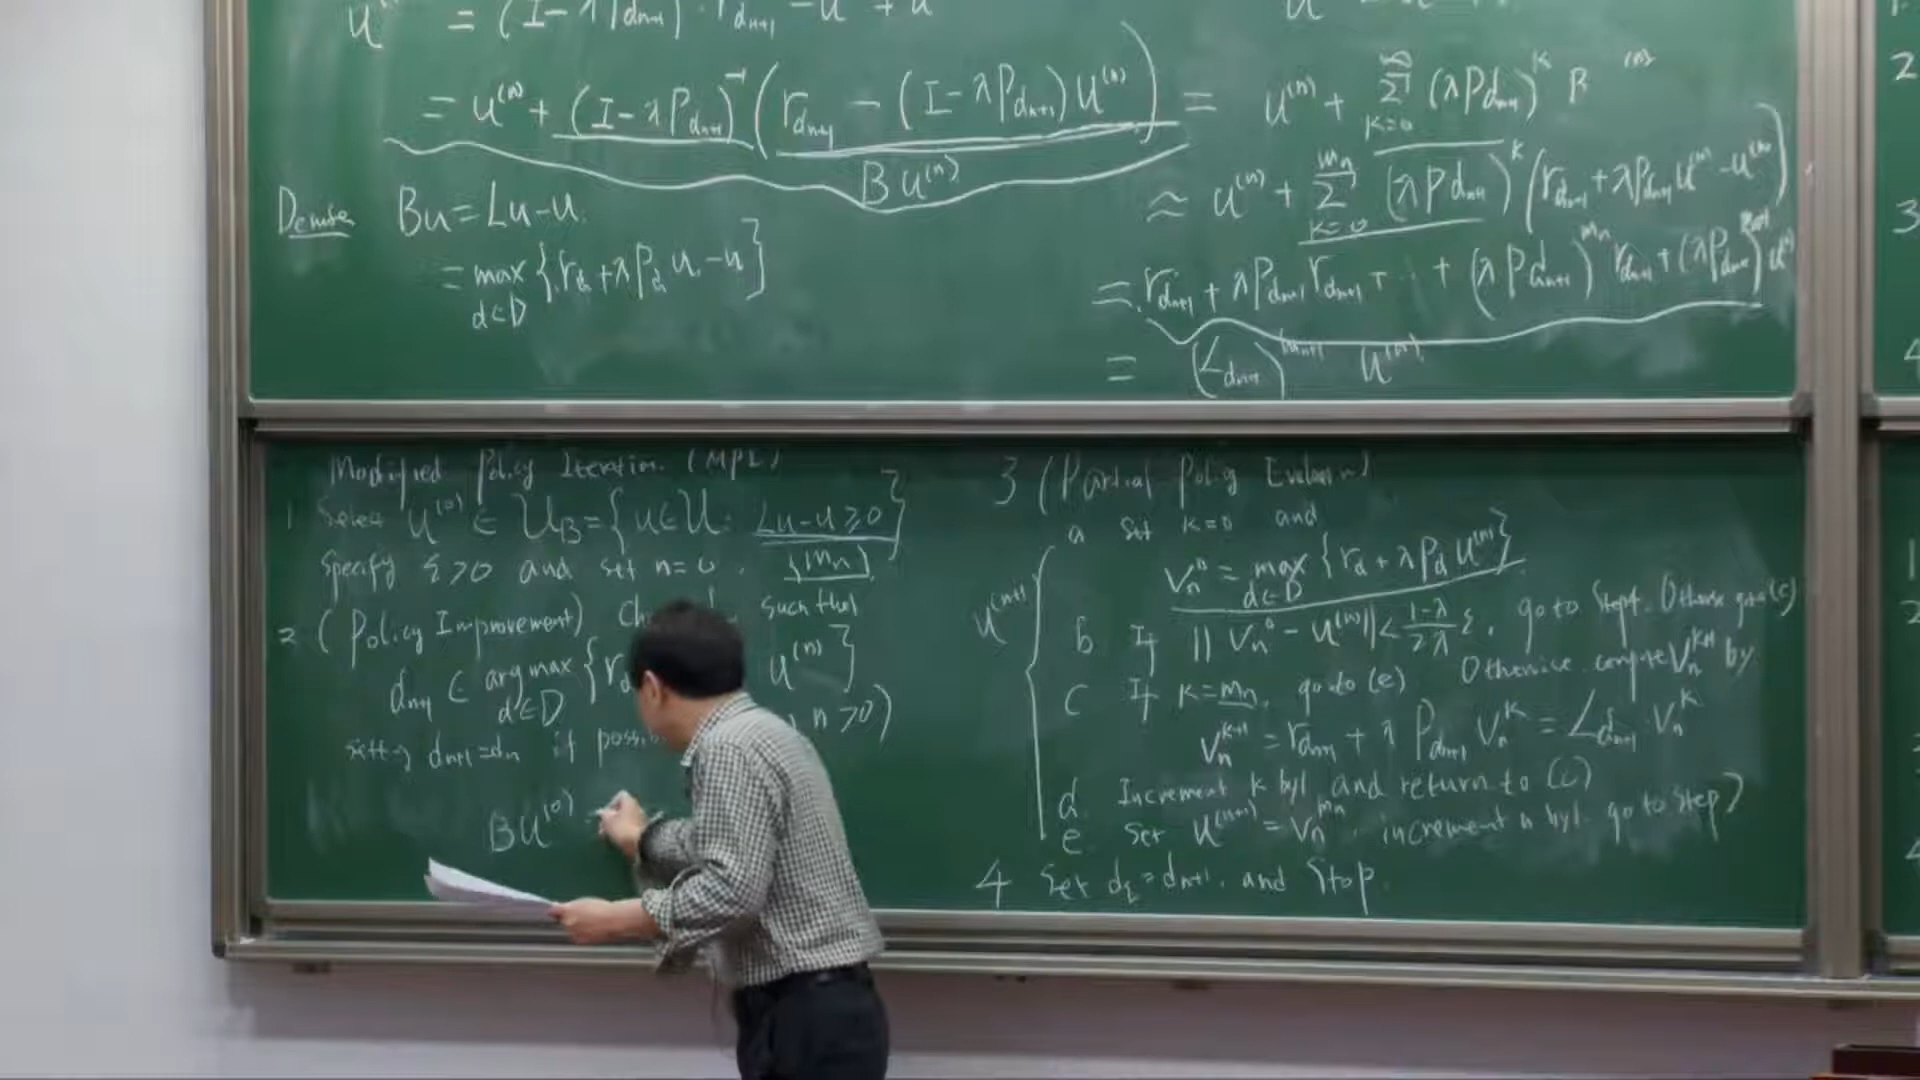 u = (I-λP_{d_{n+1}}) r_{d_{n+1}} - u + u
= u^{(n)} + (I-λP_{d_{n+1}})^{-1} (r_{d_{n+1}} - (I-λP_{d_{n+1}})u^{(n)}) = u^{(n)} + Σ_{k=0}^{∞} (λP_{d_{n+1}})^k B u^{(n)}
Bu^{(n)}
Denote Bu = Lu-u
= max_{d∈D} {r_d + λP_d u - u}
≈ u^{(n)} + Σ_{k=0}^{m_n} (λP_{d_{n+1}})^k (r_{d_{n+1}} + λP_{d_{n+1}} u^{(n)} - u^{(n)})
= r_{d_{n+1}} + λP_{d_{n+1}} r_{d_{n+1}} + ... + (λP_{d_{n+1}})^{m_n} r_{d_{n+1}} + (λP_{d_{n+1}})^{m_n+1} u^{(n)}
= (L_{d_{n+1}})^{m_n+1} u^{(n)}
Modified Policy Iteration (MPI)
1 Select u^{(0)} ∈ U_B = {u∈U: Lu-u ≥ 0}
Specify ε>0 and set n=0. {m_n}
2 (Policy Improvement) such that
d_{n+1} ∈ argmax_{d∈D} {r_d u^{(n)}}
setting d_{n+1} = d_n if n>0)
Bu^{(0)}
3 (Partial Policy Evaluation)
a Set k=0 and
v_n^0 = max_{d∈D} {r_d + λP_d u^{(n)}}
u^{(n+1)}
b If ||v_n^0 - u^{(n)}|| < \frac{1-λ}{2λ} ε, go to Step 4. Otherwise go to (c)
c If k=m_n, go to (e) Otherwise compute v_n^{k+1} by
v_n^{k+1} = r_{d_{n+1}} + λ P_{d_{n+1}} v_n^k = L_{d_{n+1}} v_n^k
d Increment k by 1 and return to (c)
e Set u^{(n+1)} = v_n^{m_n}, increment n by 1 go to Step 2
4 Set d_ε = d_{n+1}, and Stop.